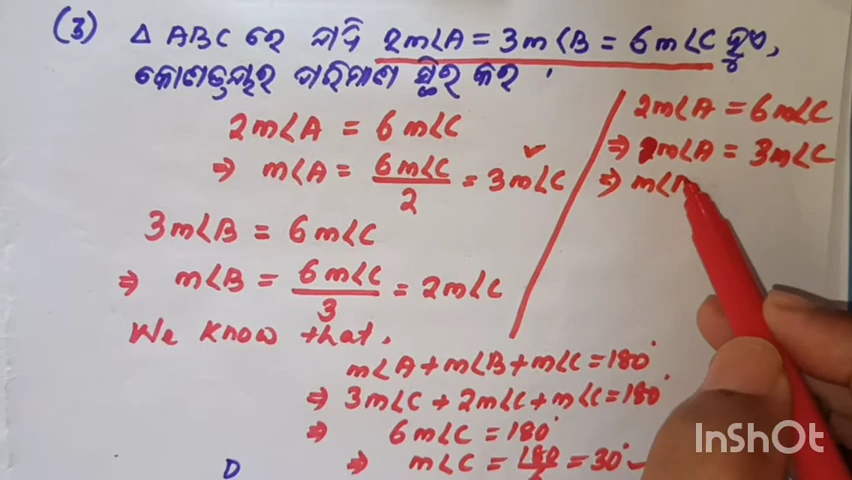 (3) Δ ABC ରେ ଯଦି 2m∠A = 3m∠B = 6m∠C ହୁଏ,
କୋଣତ୍ରୟର ପରିମାଣ ସ୍ଥିର କର ।
2m∠A = 6m∠C
⇒ m∠A = 6m∠C/2 = 3m∠C ✓
3m∠B = 6m∠C
⇒ m∠B = 6m∠C/3 = 2m∠C
We know that,
m∠A + m∠B + m∠C = 180°
⇒ 3m∠C + 2m∠C + m∠C = 180°
⇒ 6m∠C = 180°
⇒ m∠C = 180/6 = 30° ✓
D
2m∠A = 6m∠C
⇒ 2m∠A = 3m∠C
⇒ m∠
InShOt